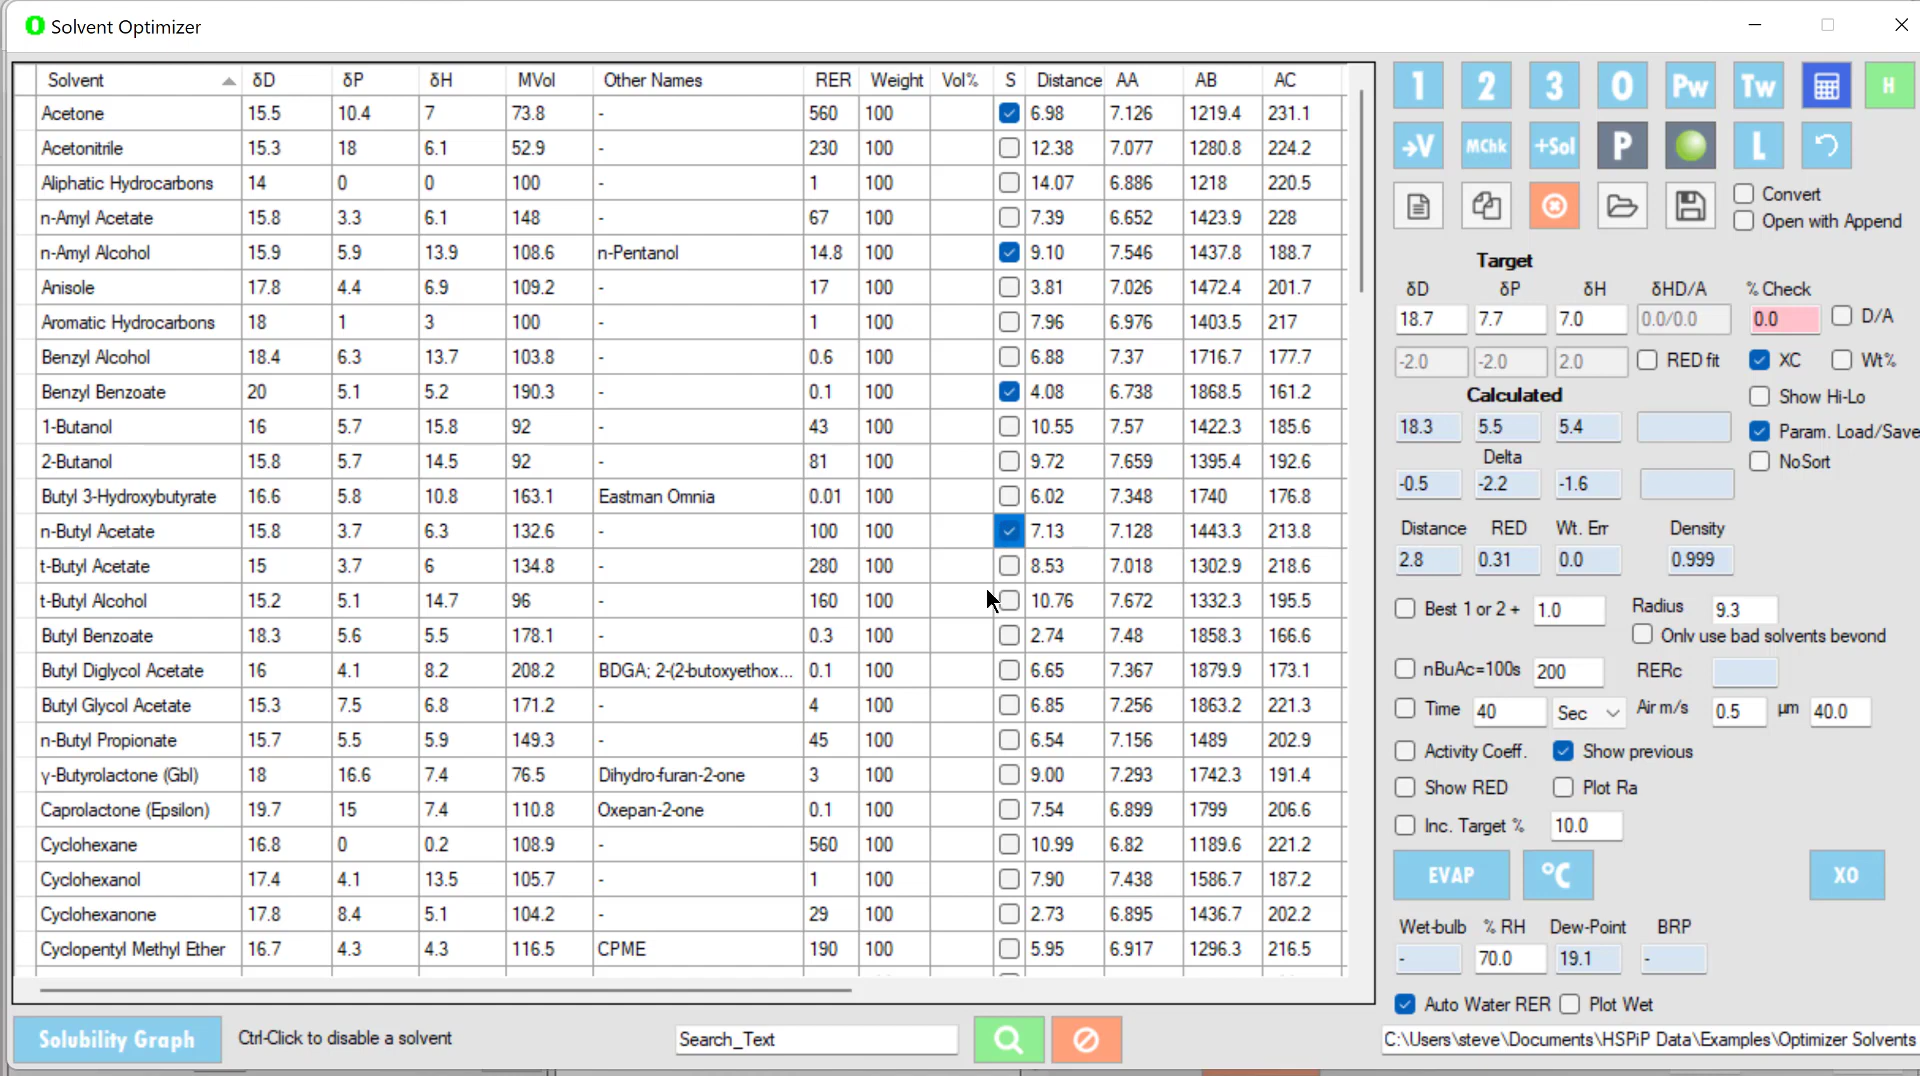 Solvent Optimizer
Solvent δD δP δH MVol Other Names RER Weight Vol% S Distance AA AB AC
Acetone 15.5 10.4 7 73.8 - 560 100 6.98 7.126 1219.4 231.1
Acetonitrile 15.3 18 6.1 52.9 - 230 100 12.38 7.077 1280.8 224.2
Aliphatic Hydrocarbons 14 0 0 100 - 1 100 14.07 6.886 1218 220.5
n-Amyl Acetate 15.8 3.3 6.1 148 - 67 100 7.39 6.652 1423.9 228
n-Amyl Alcohol 15.9 5.9 13.9 108.6 n-Pentanol 14.8 100 9.10 7.546 1437.8 188.7
Anisole 17.8 4.4 6.9 109.2 - 17 100 3.81 7.026 1472.4 201.7
Aromatic Hydrocarbons 18 1 3 100 - 1 100 7.96 6.976 1403.5 217
Benzyl Alcohol 18.4 6.3 13.7 103.8 - 0.6 100 6.88 7.37 1716.7 177.7
Benzyl Benzoate 20 5.1 5.2 190.3 - 0.1 100 4.08 6.738 1868.5 161.2
1-Butanol 16 5.7 15.8 92 - 43 100 10.55 7.57 1422.3 185.6
2-Butanol 15.8 5.7 14.5 92 - 81 100 9.72 7.659 1395.4 192.6
Butyl 3-Hydroxybutyrate 16.6 5.8 10.8 163.1 Eastman Omnia 0.01 100 6.02 7.348 1740 176.8
n-Butyl Acetate 15.8 3.7 6.3 132.6 - 100 100 7.13 7.128 1443.3 213.8
t-Butyl Acetate 15 3.7 6 134.8 - 280 100 8.53 7.018 1302.9 218.6
t-Butyl Alcohol 15.2 5.1 14.7 96 - 160 100 10.76 7.672 1332.3 195.5
Butyl Benzoate 18.3 5.6 5.5 178.1 - 0.3 100 2.74 7.48 1858.3 166.6
Butyl Diglycol Acetate 16 4.1 8.2 208.2 BDGA; 2-(2-butoxyethox... 0.1 100 6.65 7.367 1879.9 173.1
Butyl Glycol Acetate 15.3 7.5 6.8 171.2 - 4 100 6.85 7.256 1863.2 221.3
n-Butyl Propionate 15.7 5.5 5.9 149.3 - 45 100 6.54 7.156 1489 202.9
γ-Butyrolactone (Gbl) 18 16.6 7.4 76.5 Dihydro-furan-2-one 3 100 9.00 7.293 1742.3 191.4
Caprolactone (Epsilon) 19.7 15 7.4 110.8 Oxepan-2-one 0.1 100 7.54 6.899 1799 206.6
Cyclohexane 16.8 0 0.2 108.9 - 560 100 10.99 6.82 1189.6 221.2
Cyclohexanol 17.4 4.1 13.5 105.7 - 1 100 7.90 7.438 1586.7 187.2
Cyclohexanone 17.8 8.4 5.1 104.2 - 29 100 2.73 6.895 1436.7 202.2
Cyclopentyl Methyl Ether 16.7 4.3 4.3 116.5 CPME 190 100 5.95 6.917 1296.3 216.5
Solubility Graph Ctrl-Click to disable a solvent Search_Text
1 2 3 O Pw Tw H
→V MChk +Sol P L
Convert
Open with Append
Target
δD δP δH δHD/A % Check
18.7 7.7 7.0 0.0/0.0 0.0 D/A
-2.0 -2.0 2.0 RED fit XC Wt%
Calculated Show Hi-Lo
18.3 5.5 5.4 Param. Load/Save
Delta NoSort
-0.5 -2.2 -1.6
Distance RED Wt. Err Density
2.8 0.31 0.0 0.999
Best 1 or 2 + 1.0 Radius 9.3
Only use bad solvents beyond
nBuAc=100s 200 RERc
Time 40 Sec Air m/s 0.5 µm 40.0
Activity Coeff. Show previous
Show RED Plot Ra
Inc. Target % 10.0
EVAP °C XO
Wet-bulb % RH Dew-Point BRP
- 70.0 19.1 -
Auto Water RER Plot Wet
C:\Users\steve\Documents\HSPiP Data\Examples\Optimizer Solvents